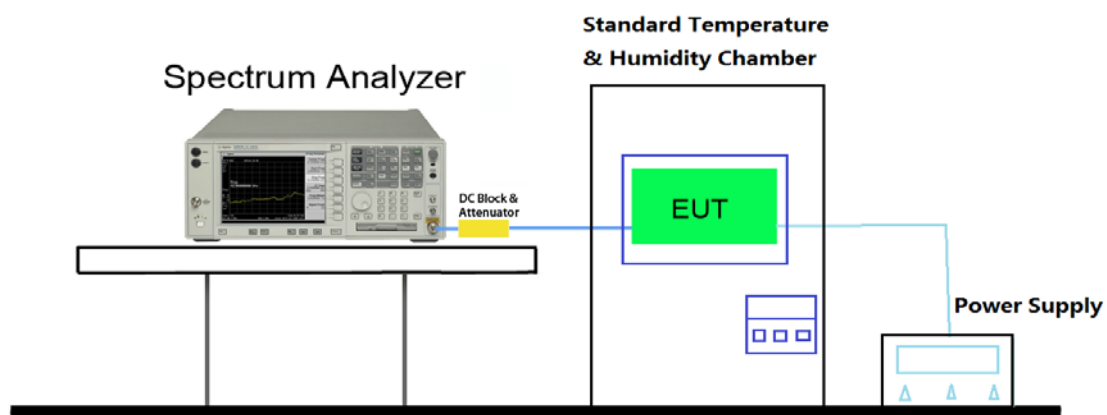 Standard Temperature
& Humidity Chamber
Spectrum Analyzer
DC Block &
Attenuator
EUT
Power Supply